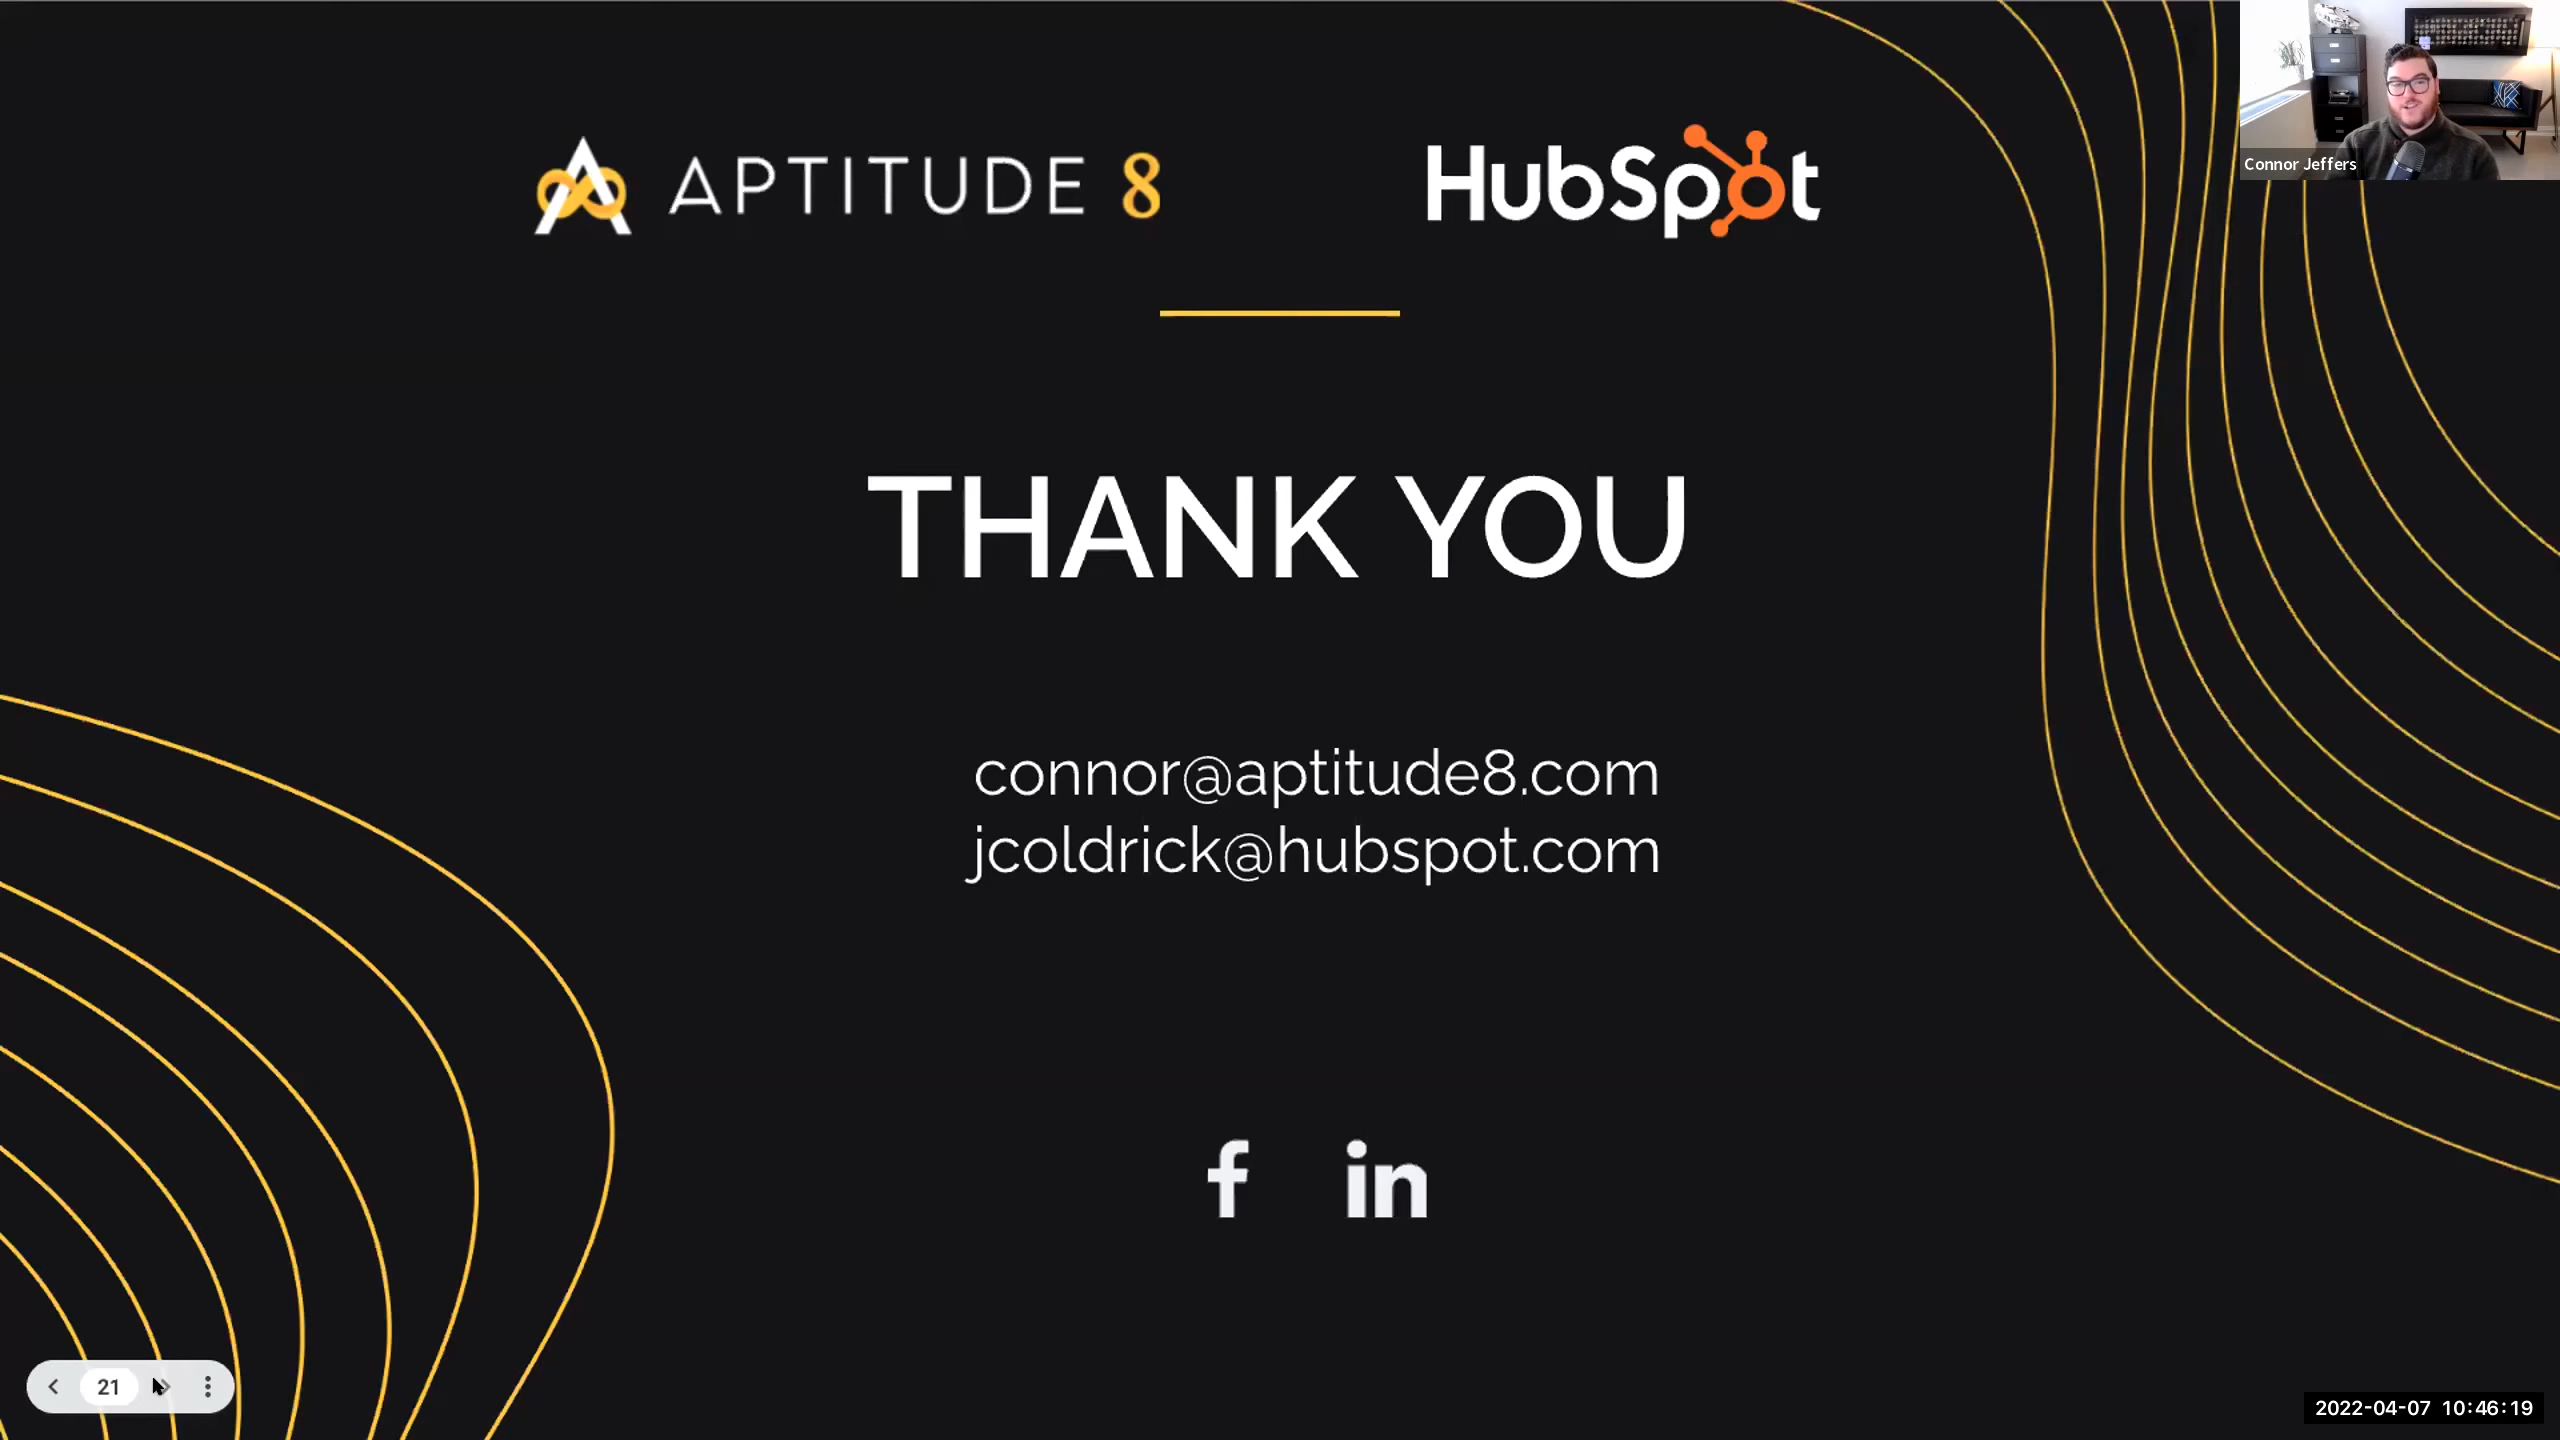 APTITUDE 8
HubSpot
Connor Jeffers
THANK YOU
connor@aptitude8.com
jcoldrick@hubspot.com
f in
21
2022-04-07 10:46:19